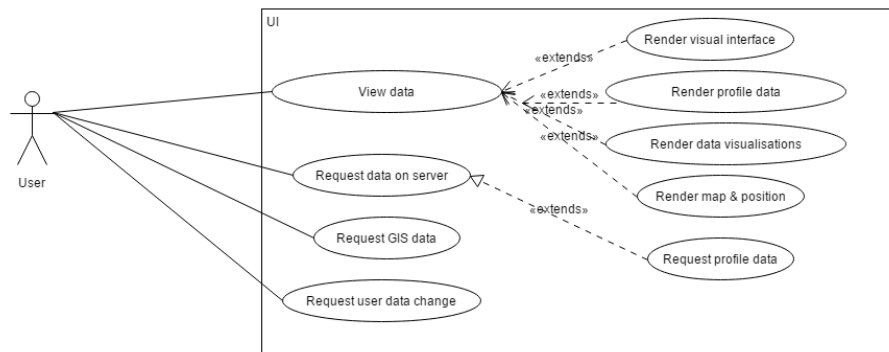 UI
Render visual interface
«extends»
View data
«extends»
Render profile data
«extends»
«extends»
Render data visualisations
User
Request data on server
Render map & position
«extends»
Request GIS data
Request profile data
Request user data change